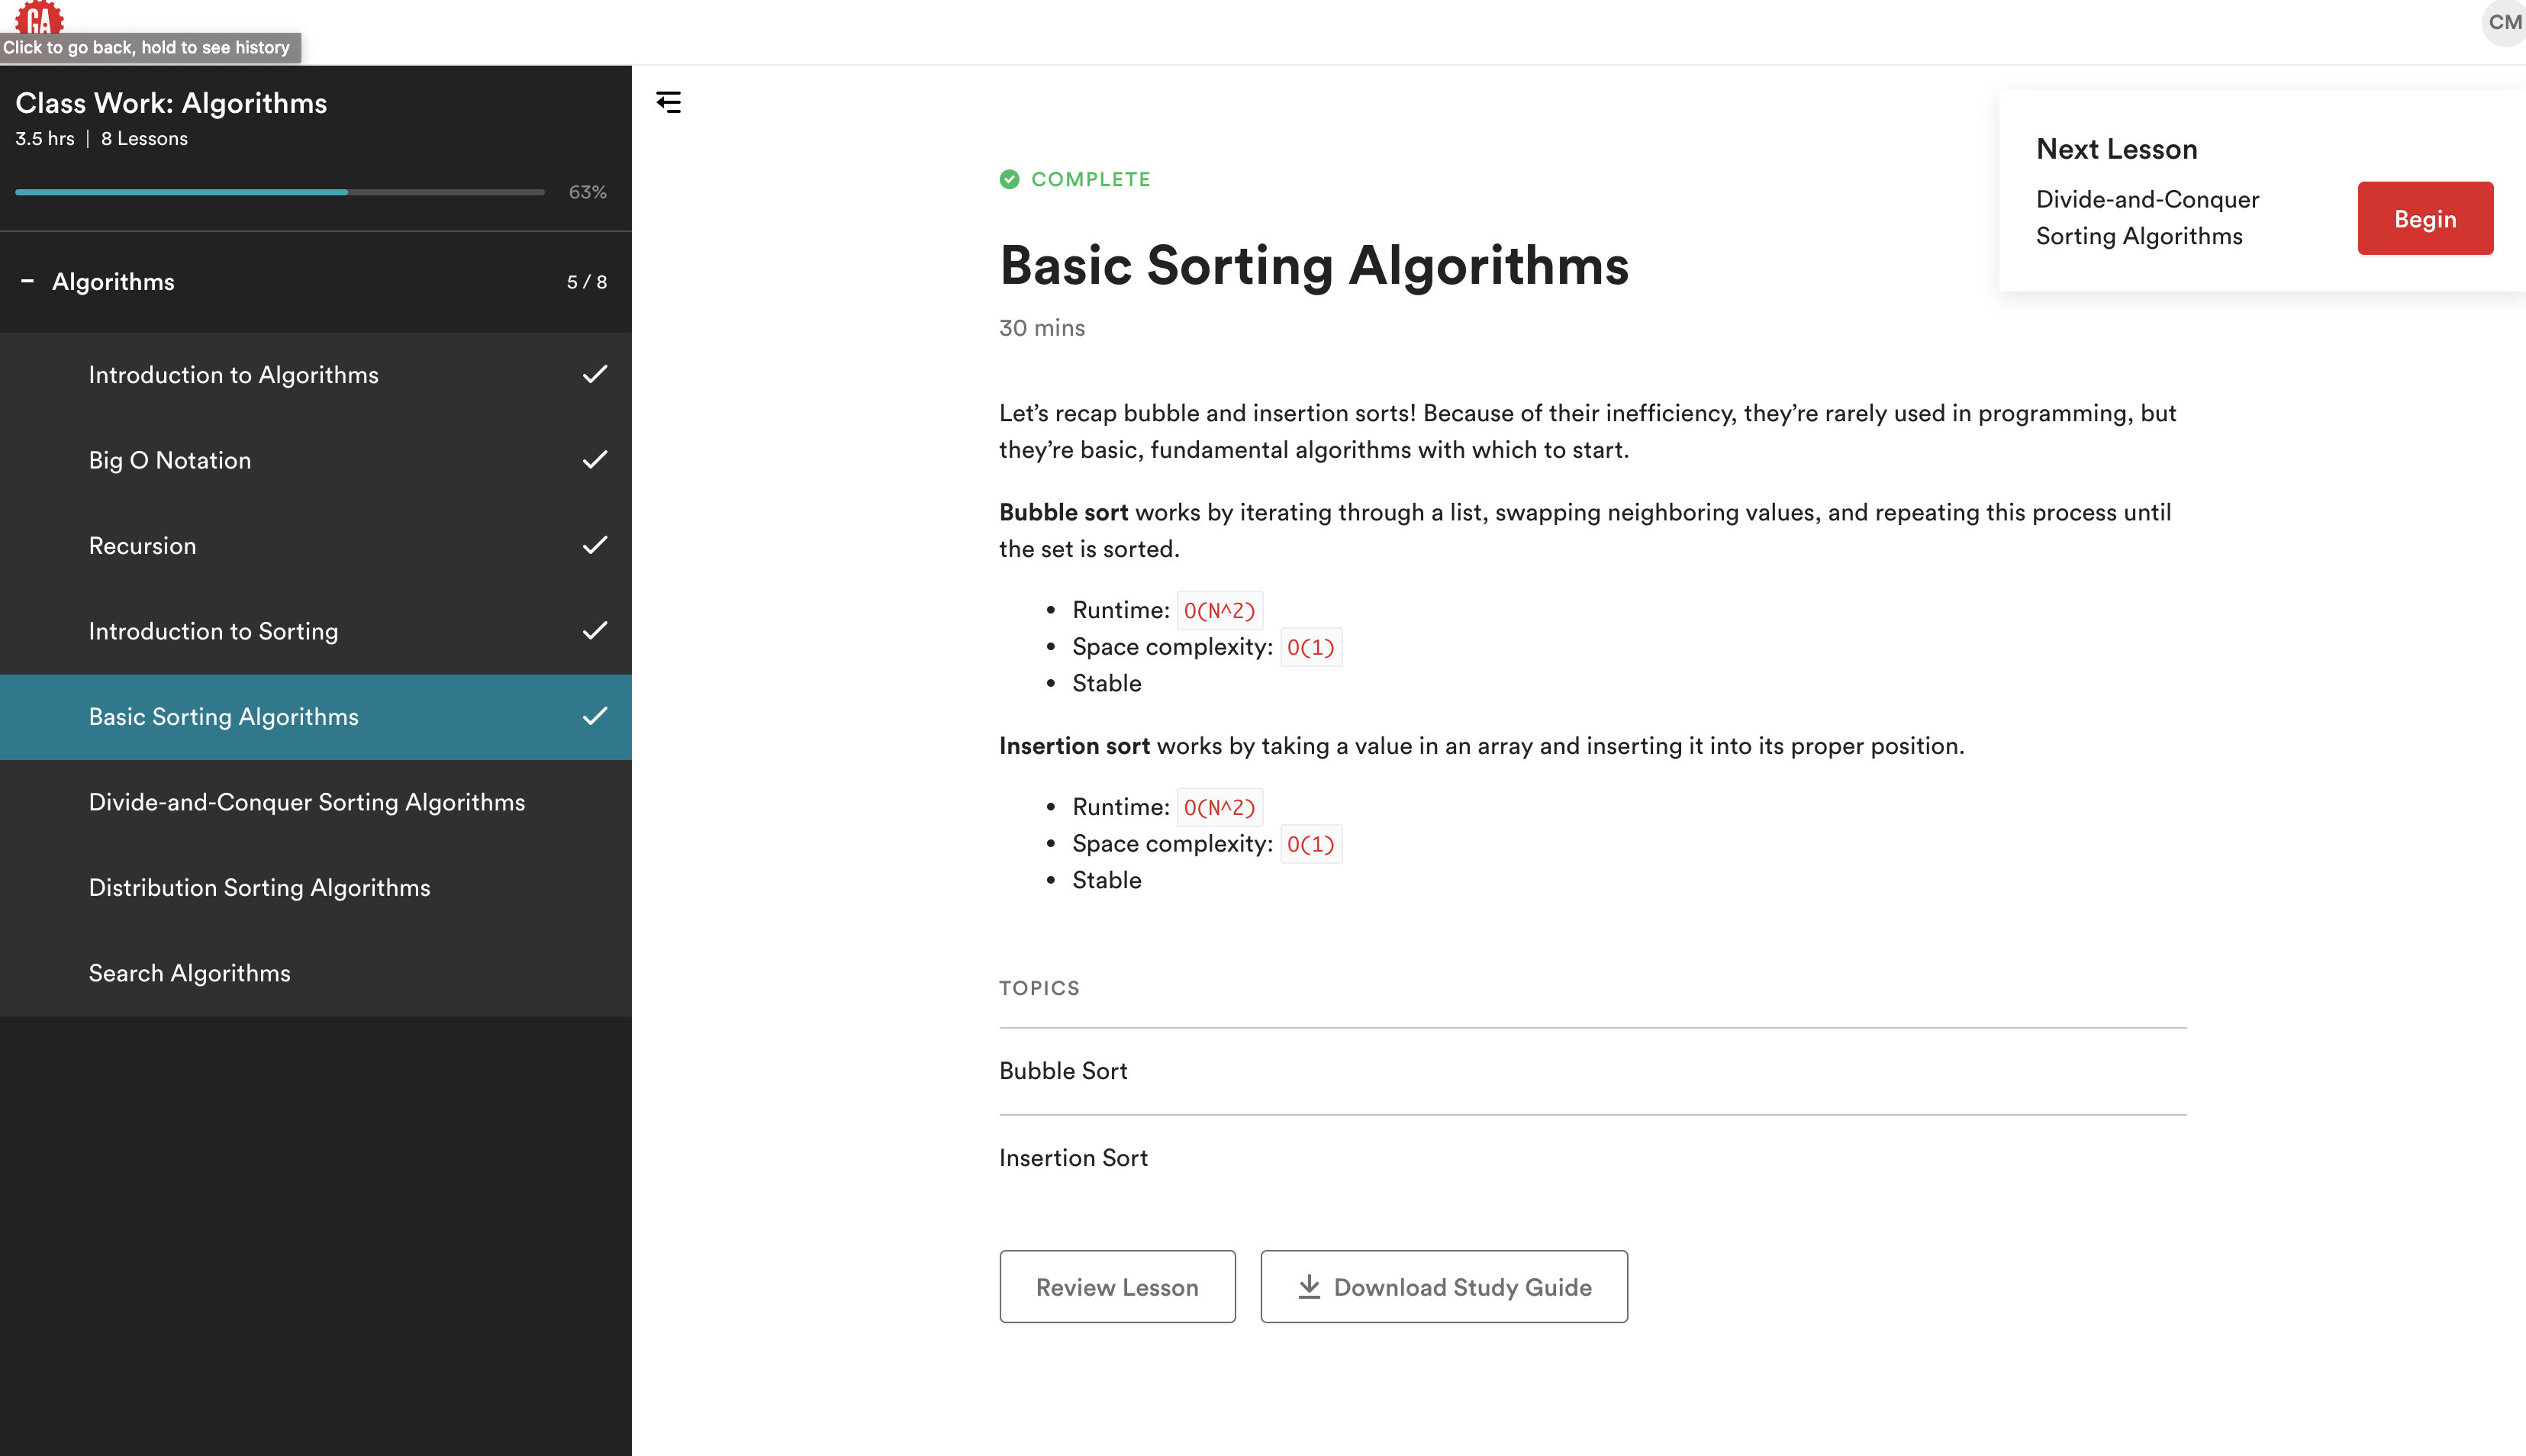 GA
CM
Click to go back, hold to see history
Class Work: Algorithms
3.5 hrs | 8 Lessons
63%
− Algorithms 5 / 8
Introduction to Algorithms
Big O Notation
Recursion
Introduction to Sorting
Basic Sorting Algorithms
Divide-and-Conquer Sorting Algorithms
Distribution Sorting Algorithms
Search Algorithms
COMPLETE
Basic Sorting Algorithms
30 mins
Let’s recap bubble and insertion sorts! Because of their inefficiency, they’re rarely used in programming, but
they’re basic, fundamental algorithms with which to start.
Bubble sort works by iterating through a list, swapping neighboring values, and repeating this process until
the set is sorted.
• Runtime: O(N^2)
• Space complexity: O(1)
• Stable
Insertion sort works by taking a value in an array and inserting it into its proper position.
• Runtime: O(N^2)
• Space complexity: O(1)
• Stable
TOPICS
Bubble Sort
Insertion Sort
Review Lesson
Download Study Guide
Next Lesson
Divide-and-Conquer
Sorting Algorithms
Begin